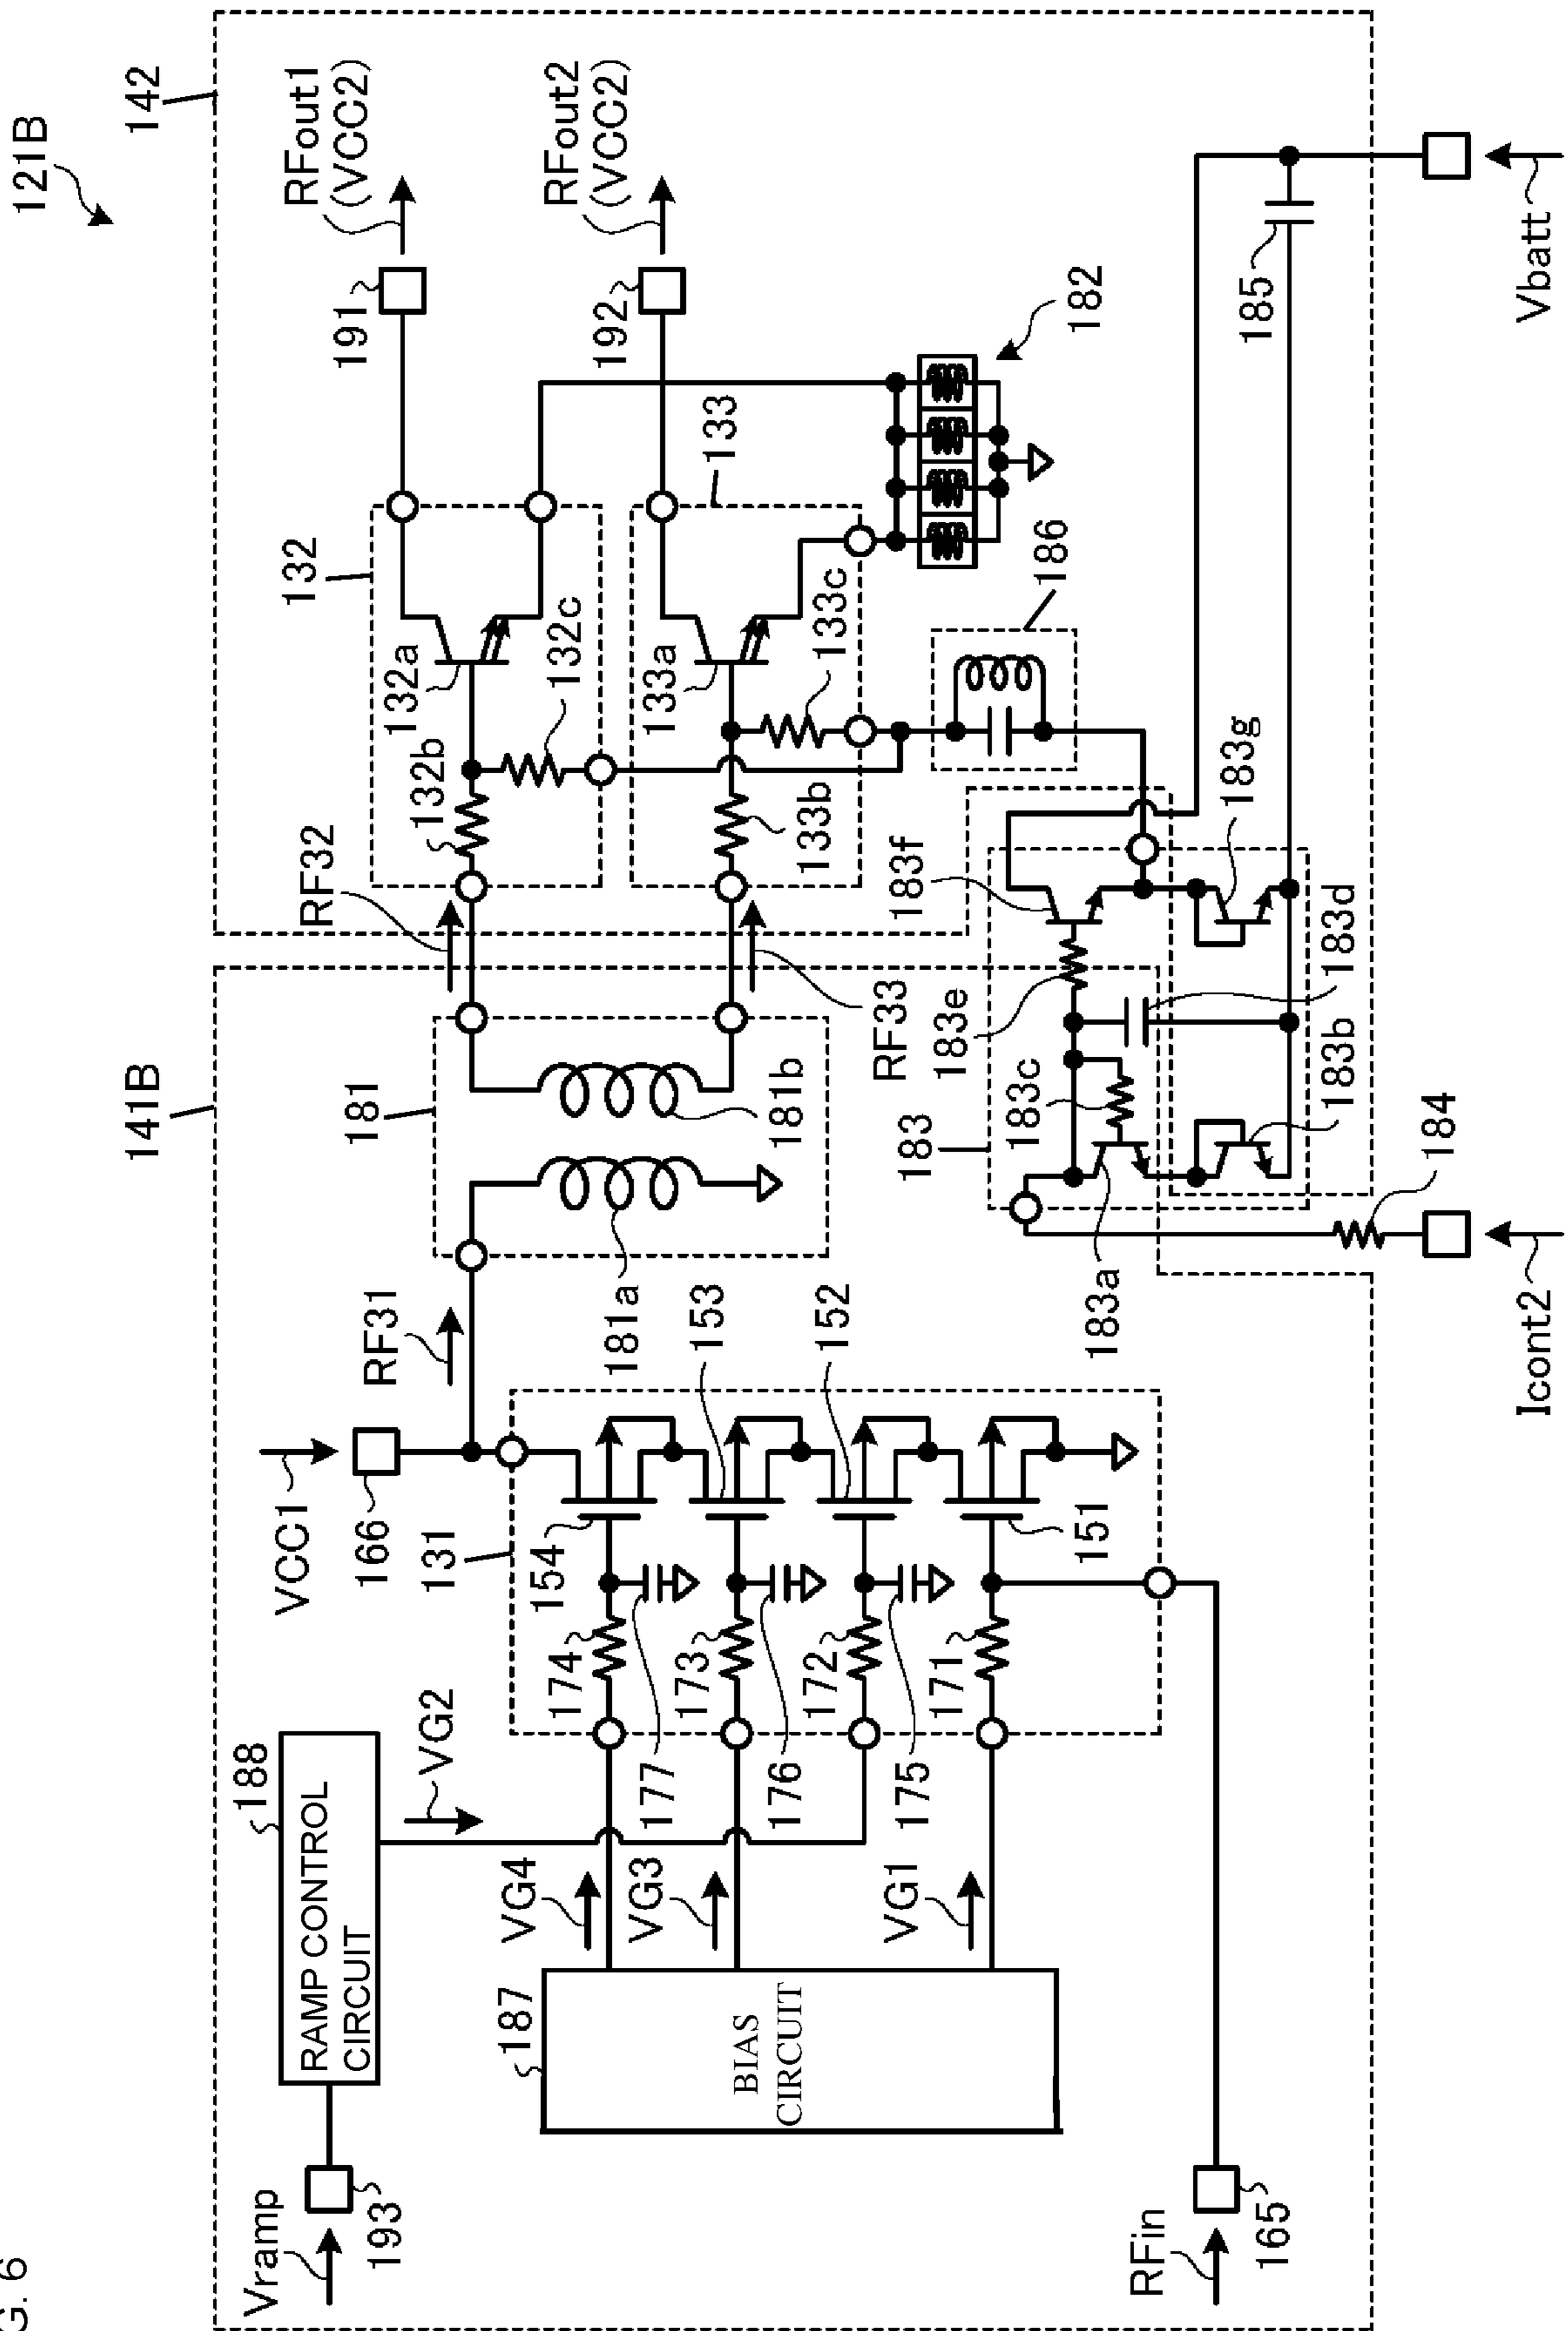 G. 6
121B
142
141B
RFout1
(VCC2)
RFout2
(VCC2)
191
192
182
132
133
132a
132b
132c
133a
133b
133c
186
RF32
RF33
181
181a
181b
RF31
VCC1
166
131
154
153
152
151
174
173
172
171
177
176
175
188
RAMP CONTROL
CIRCUIT
VG2
VG4
VG3
VG1
187
BIAS
CIRCUIT
Vramp
193
RFin
165
183
183a
183b
183c
183d
183e
183f
183g
184
Icont2
185
Vbatt